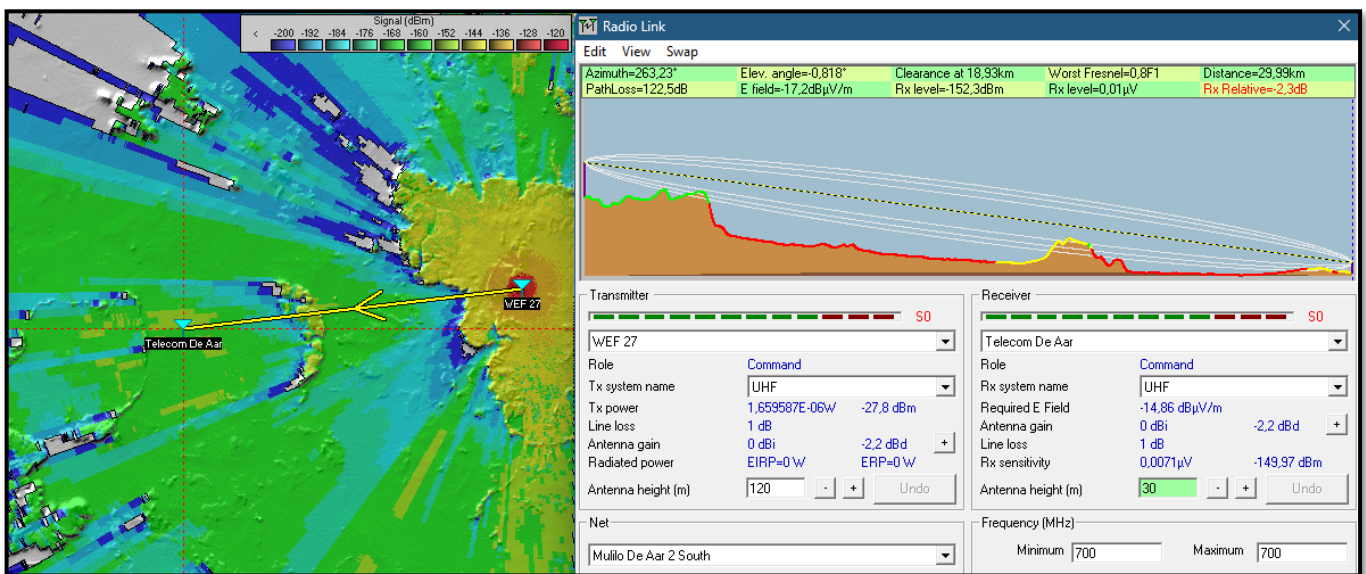 Signal (dBm)
< -200 -192 -184 -176 -168 -160 -152 -144 -136 -128 -120
WEF 27
Telecom De Aar
Radio Link
Edit View Swap
Azimuth=263,23° Elev. angle=-0,818° Clearance at 18,93km Worst Fresnel=0,8F1 Distance=29,99km
PathLoss=122,5dB E field=-17,2dBµV/m Rx level=-152,3dBm Rx level=0,01µV Rx Relative=-2,3dB
Transmitter
S0
WEF 27
Role Command
Tx system name UHF
Tx power 1,659587E-06W -27,8 dBm
Line loss 1 dB
Antenna gain 0 dBi -2,2 dBd +
Radiated power EIRP=0 W ERP=0 W
Antenna height (m) 120 - + Undo
Net
Mulilo De Aar 2 South
Receiver
S0
Telecom De Aar
Role Command
Rx system name UHF
Required E Field -14,86 dBµV/m
Antenna gain 0 dBi -2,2 dBd +
Line loss 1 dB
Rx sensitivity 0,0071µV -149,97 dBm
Antenna height (m) 30 - + Undo
Frequency (MHz)
Minimum 700 Maximum 700